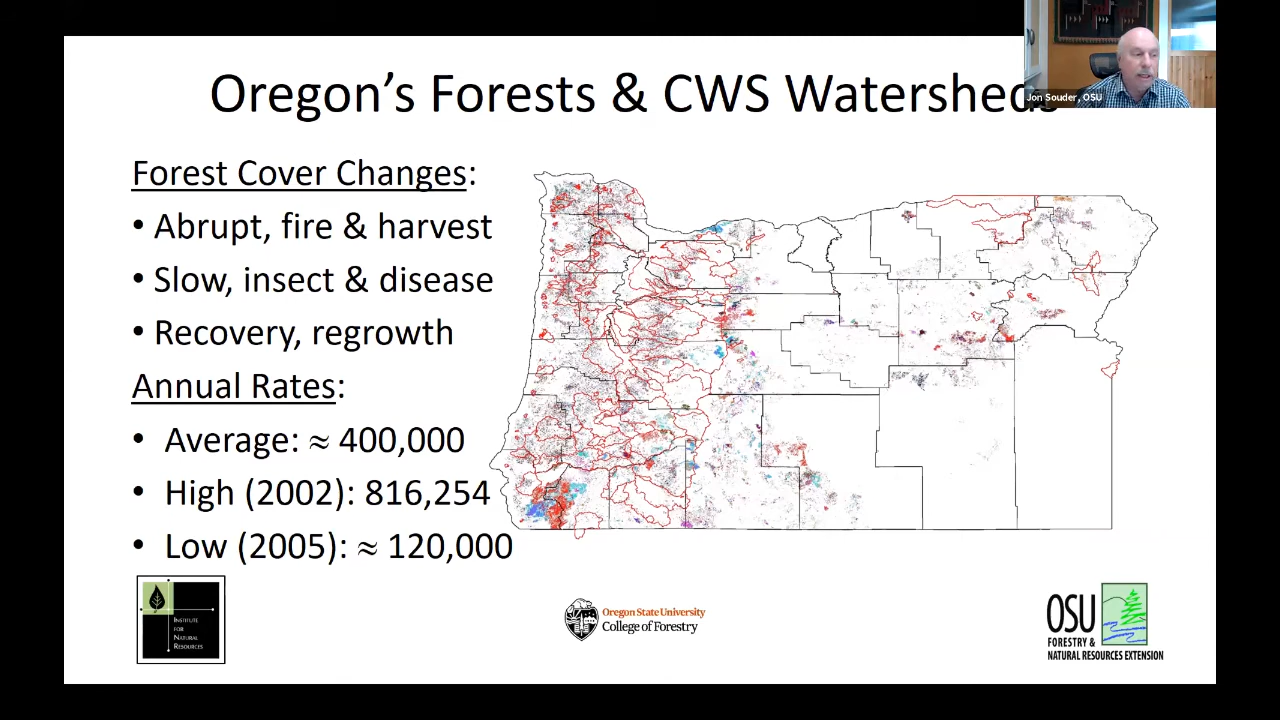 Oregon's Forests & CWS Watersheds
Jon Souder, OSU
Forest Cover Changes:
• Abrupt, fire & harvest
• Slow, insect & disease
• Recovery, regrowth
Annual Rates:
• Average: ≈ 400,000
• High (2002): 816,254
• Low (2005): ≈ 120,000
INSTITUTE
FOR
NATURAL
RESOURCES
Oregon State University
College of Forestry
OSU
FORESTRY &
NATURAL RESOURCES EXTENSION